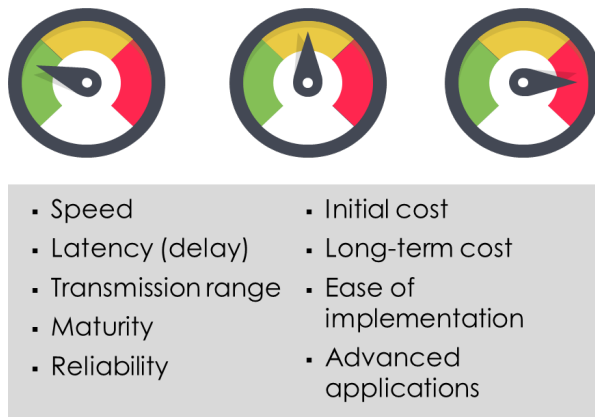 ▪ Speed
▪ Latency (delay)
▪ Transmission range
▪ Maturity
▪ Reliability
▪ Initial cost
▪ Long-term cost
▪ Ease of
implementation
▪ Advanced
applications